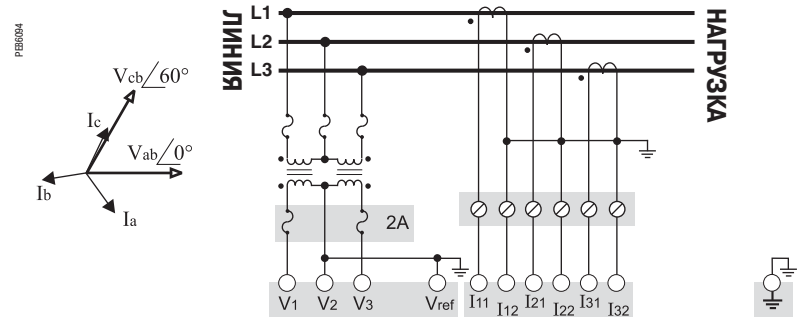 PE86094
ЛИНИЯ
L1
L2
L3
НАГРУЗКА
Vcb/60°
Ic
Vab/0°
Ib
Ia
2A
V1
V2
V3
Vref
I11
I12
I21
I22
I31
I32